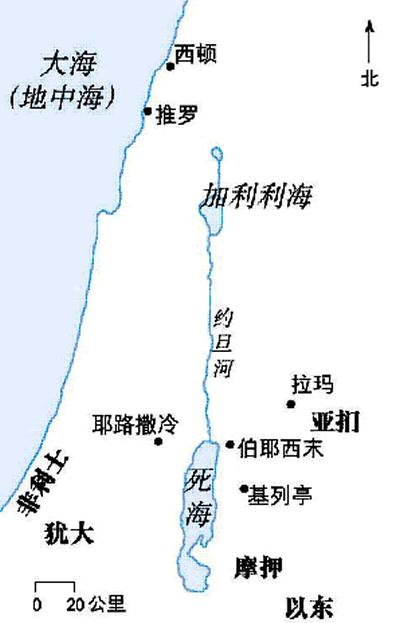 西顿
大海
(地中海)
北
推罗
加利利海
约旦河
拉玛
亚扪
耶路撒冷
伯耶西末
菲利士
死海
基列亭
犹大
摩押
0 20公里
以东